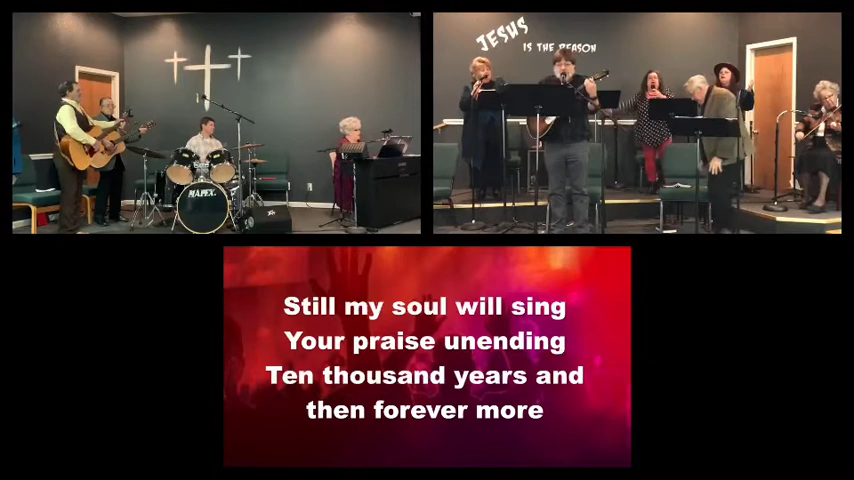 JESUS
IS THE REASON
MAPEX
Still my soul will sing
Your praise unending
Ten thousand years and
then forever more